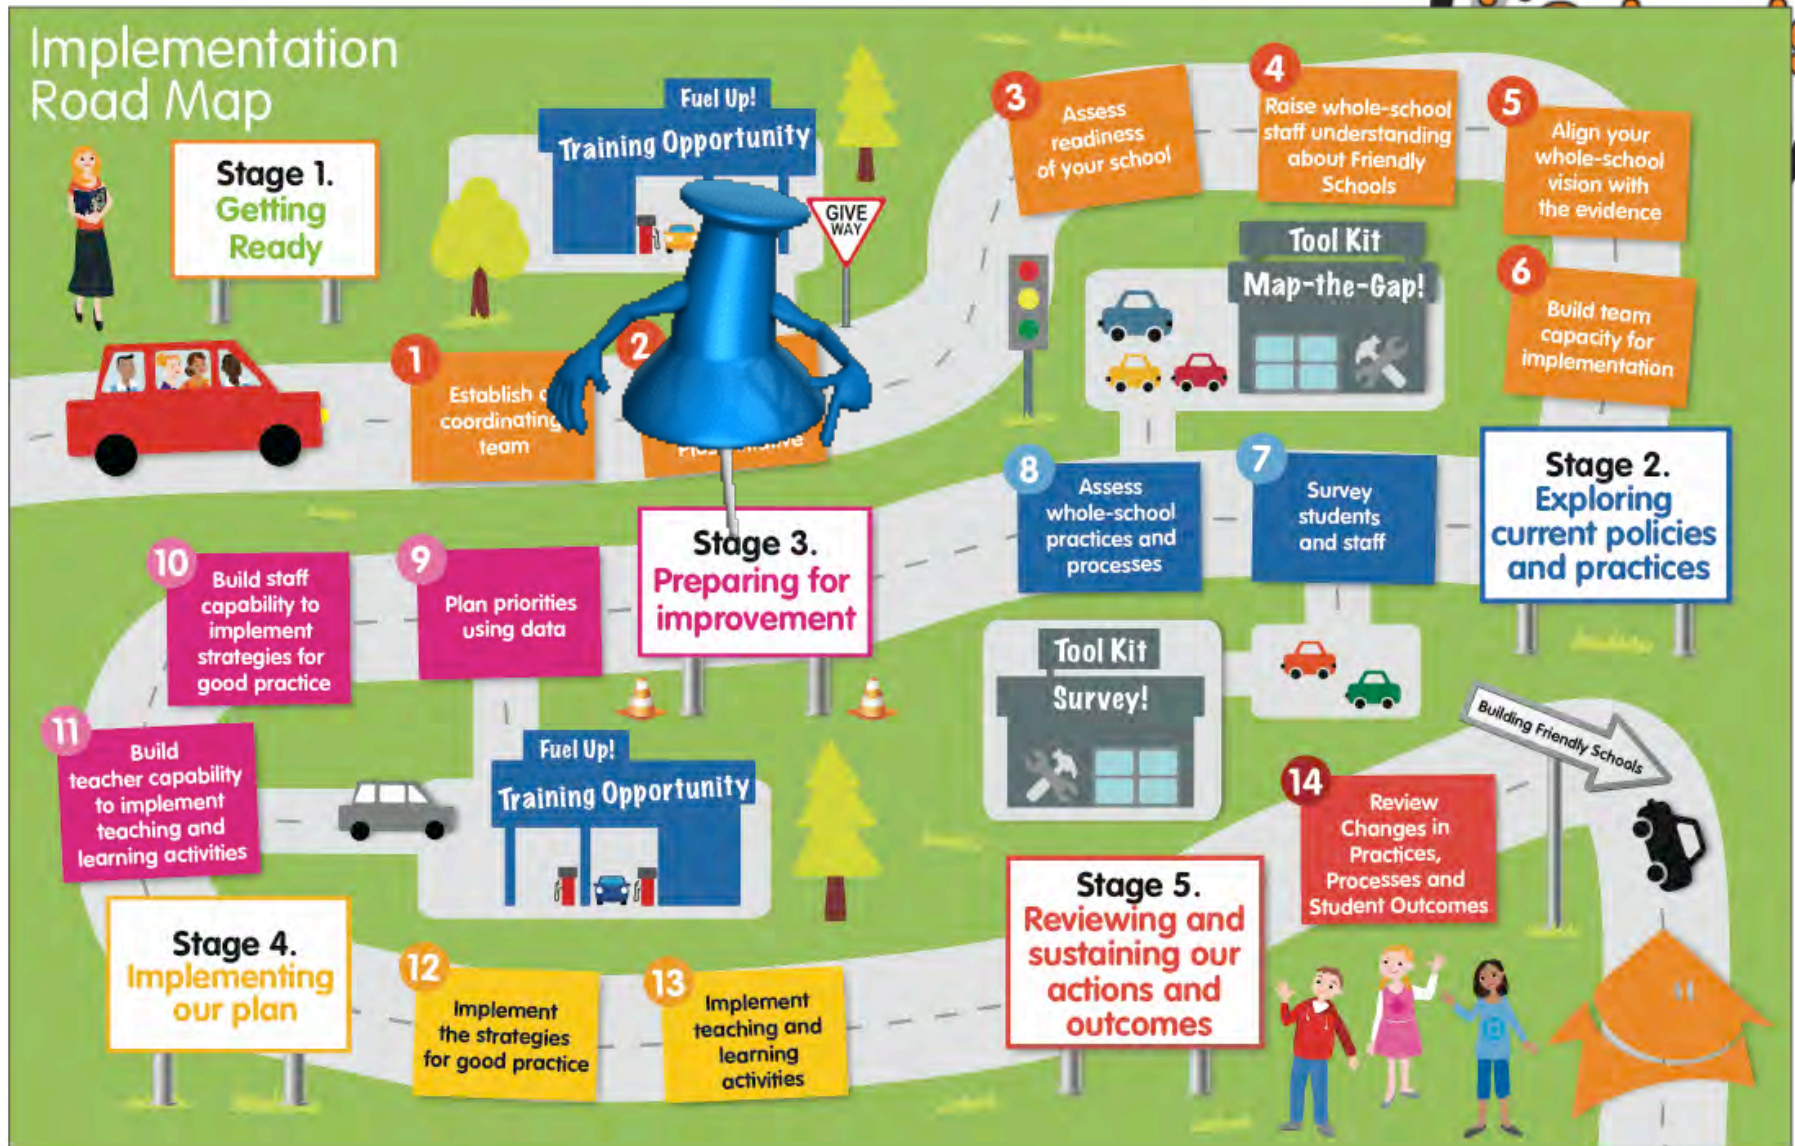 Implementation
Road Map
Stage 1.
Getting
Ready
Fuel Up!
Training Opportunity
GIVE
WAY
1
Establish
coordinating
team
2
3
Assess
readiness
of your school
4
Raise whole-school
staff understanding
about Friendly
Schools
5
Align your
whole-school
vision with
the evidence
6
Build team
capacity for
implementation
Tool Kit
Map-the-Gap!
Stage 2.
Exploring
current policies
and practices
7
Survey
students
and staff
8
Assess
whole-school
practices and
processes
Tool Kit
Survey!
Stage 3.
Preparing for
improvement
9
Plan priorities
using data
10
Build staff
capability to
implement
strategies for
good practice
11
Build
teacher capability
to implement
teaching and
learning activities
Fuel Up!
Training Opportunity
Stage 4.
Implementing
our plan
12
Implement
the strategies
for good practice
13
Implement
teaching and
learning
activities
Stage 5.
Reviewing and
sustaining our
actions and
outcomes
14
Review
Changes in
Practices,
Processes and
Student Outcomes
Building Friendly Schools